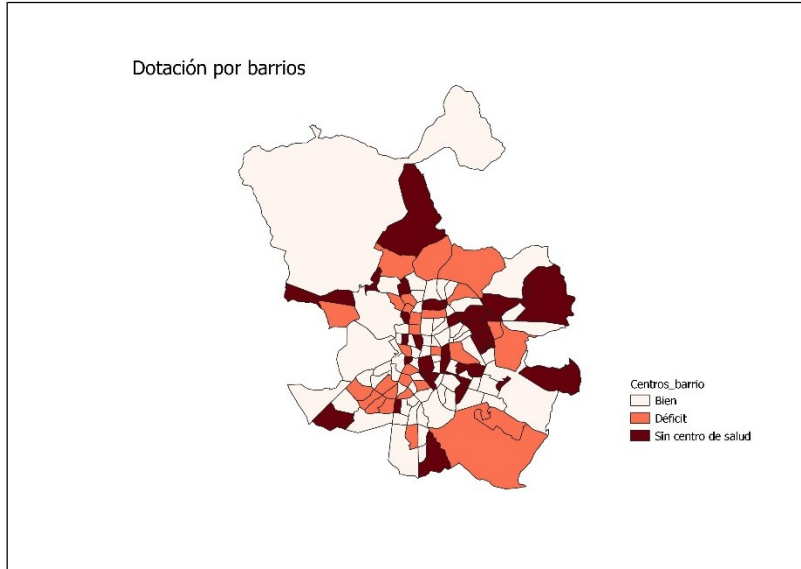 Dotación por barrios
Centros_barrio
Bien
Déficit
Sin centro de salud